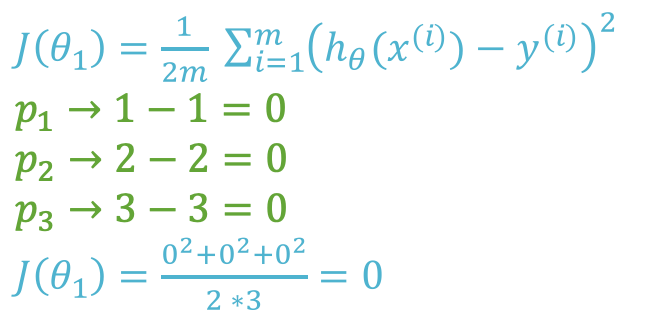 J(θ₁) = 1/2m ∑ᵢ₌₁ᵐ(h_θ(x⁽ⁱ⁾) − y⁽ⁱ⁾)²
p₁ → 1 − 1 = 0
p₂ → 2 − 2 = 0
p₃ → 3 − 3 = 0
J(θ₁) = 0²+0²+0² / 2 ∗3 = 0